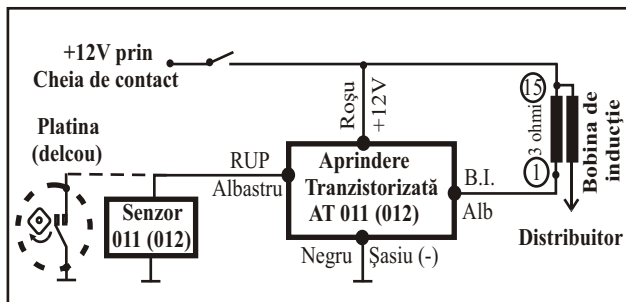 +12V prin
Cheia de contact
Platina
(delcou)
RUP
Albastru
Senzor
011 (012)
Roşu
+12V
Aprindere
Tranzistorizată
AT 011 (012)
Negru
Şasiu (-)
B.I.
Alb
15
3 ohmi
1
Bobina de
inducţie
Distribuitor